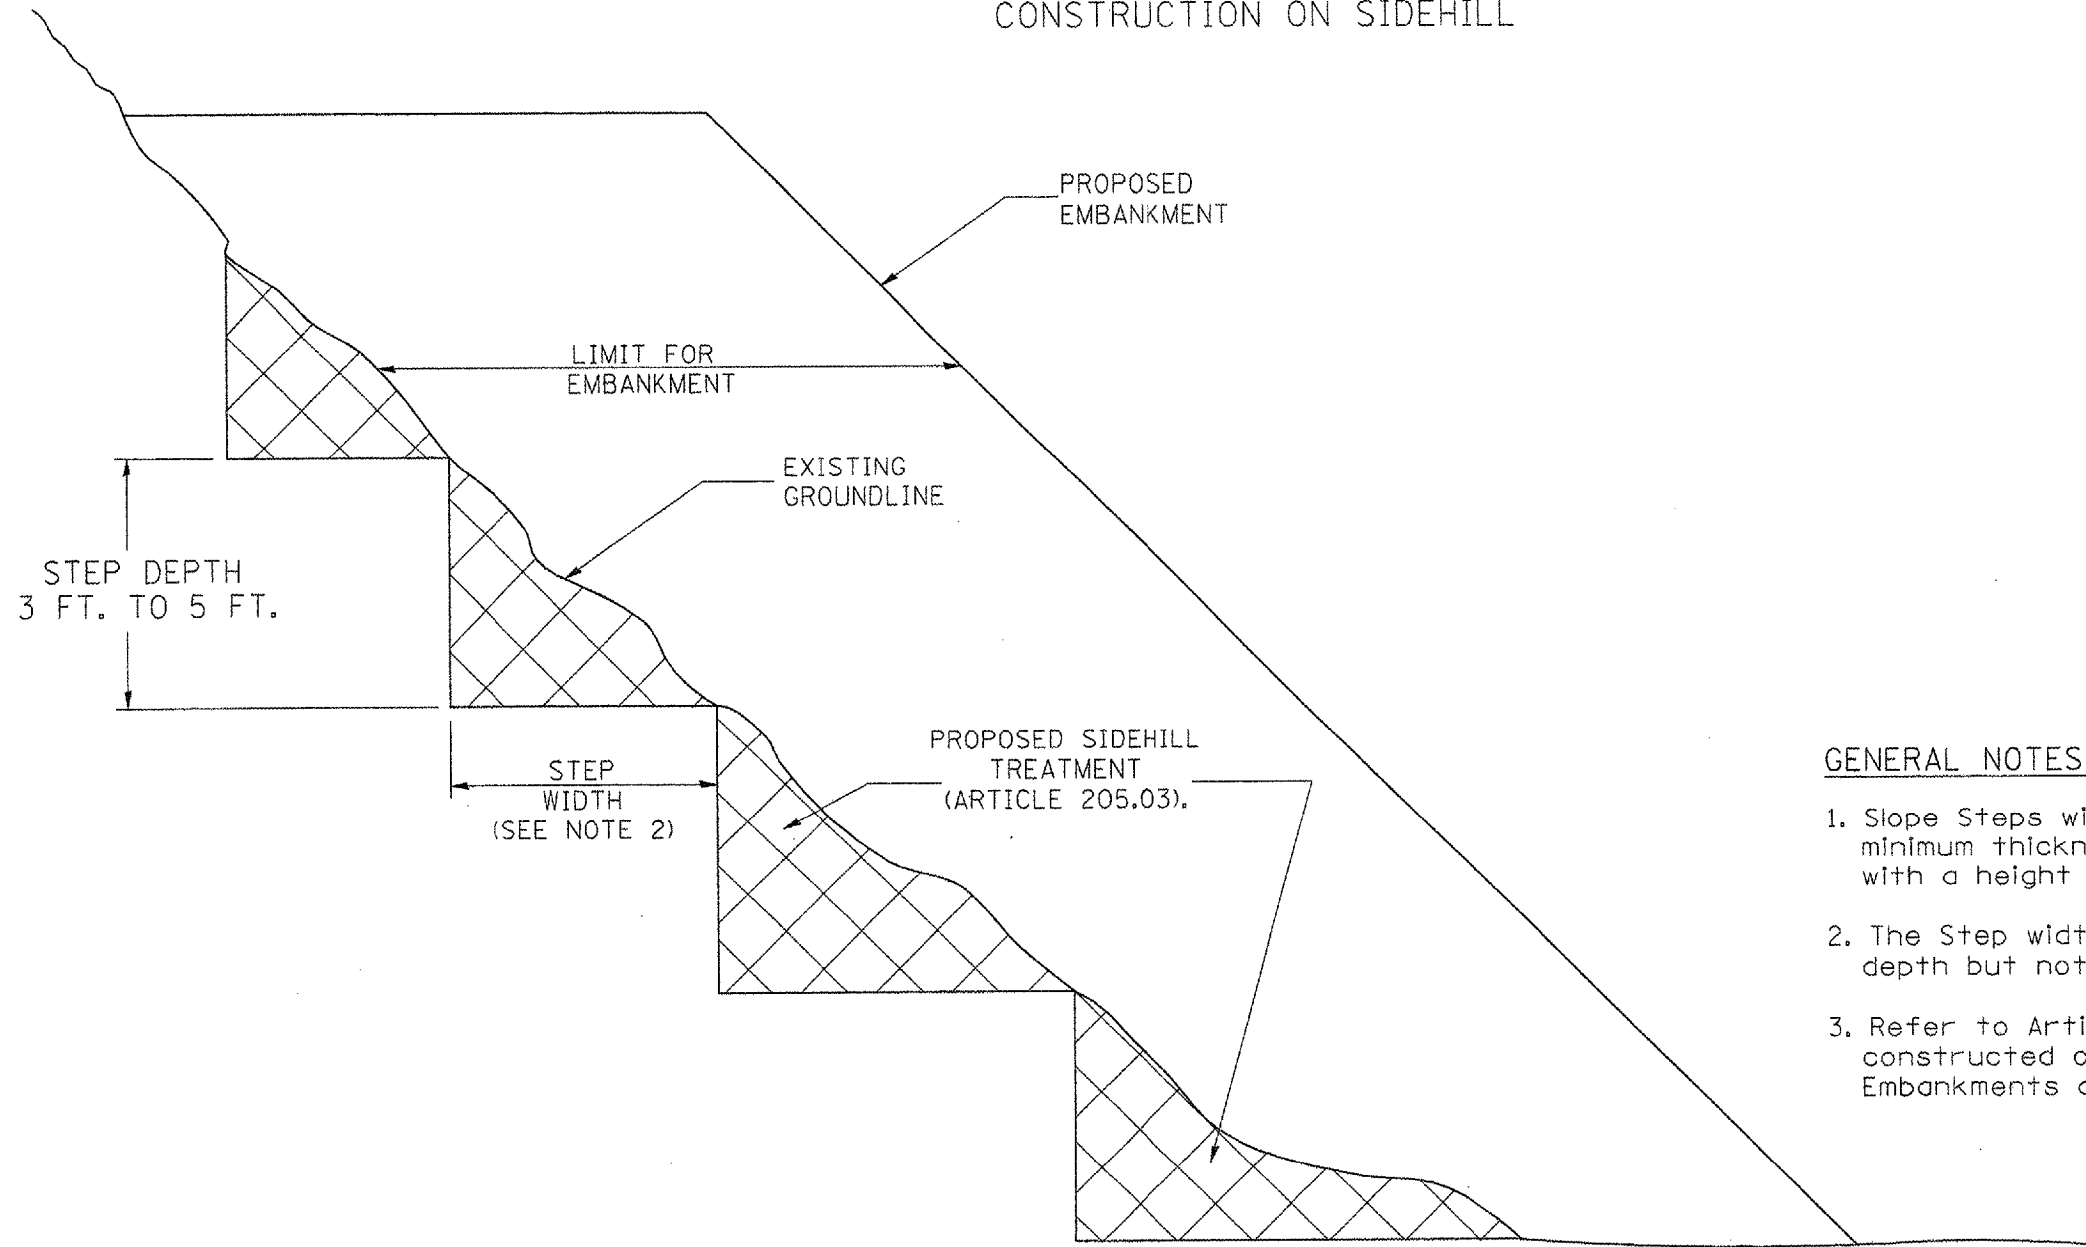 CONSTRUCTION ON SIDEHILL
PROPOSED
EMBANKMENT
LIMIT FOR
EMBANKMENT
EXISTING
GROUNDLINE
STEP DEPTH
3 FT. TO 5 FT.
STEP
WIDTH
(SEE NOTE 2)
PROPOSED SIDEHILL
TREATMENT
(ARTICLE 205.03).
GENERAL NOTES
1. Slope Steps wi
minimum thickn
with a height
2. The Step widt
depth but not
3. Refer to Arti
constructed o
Embankments